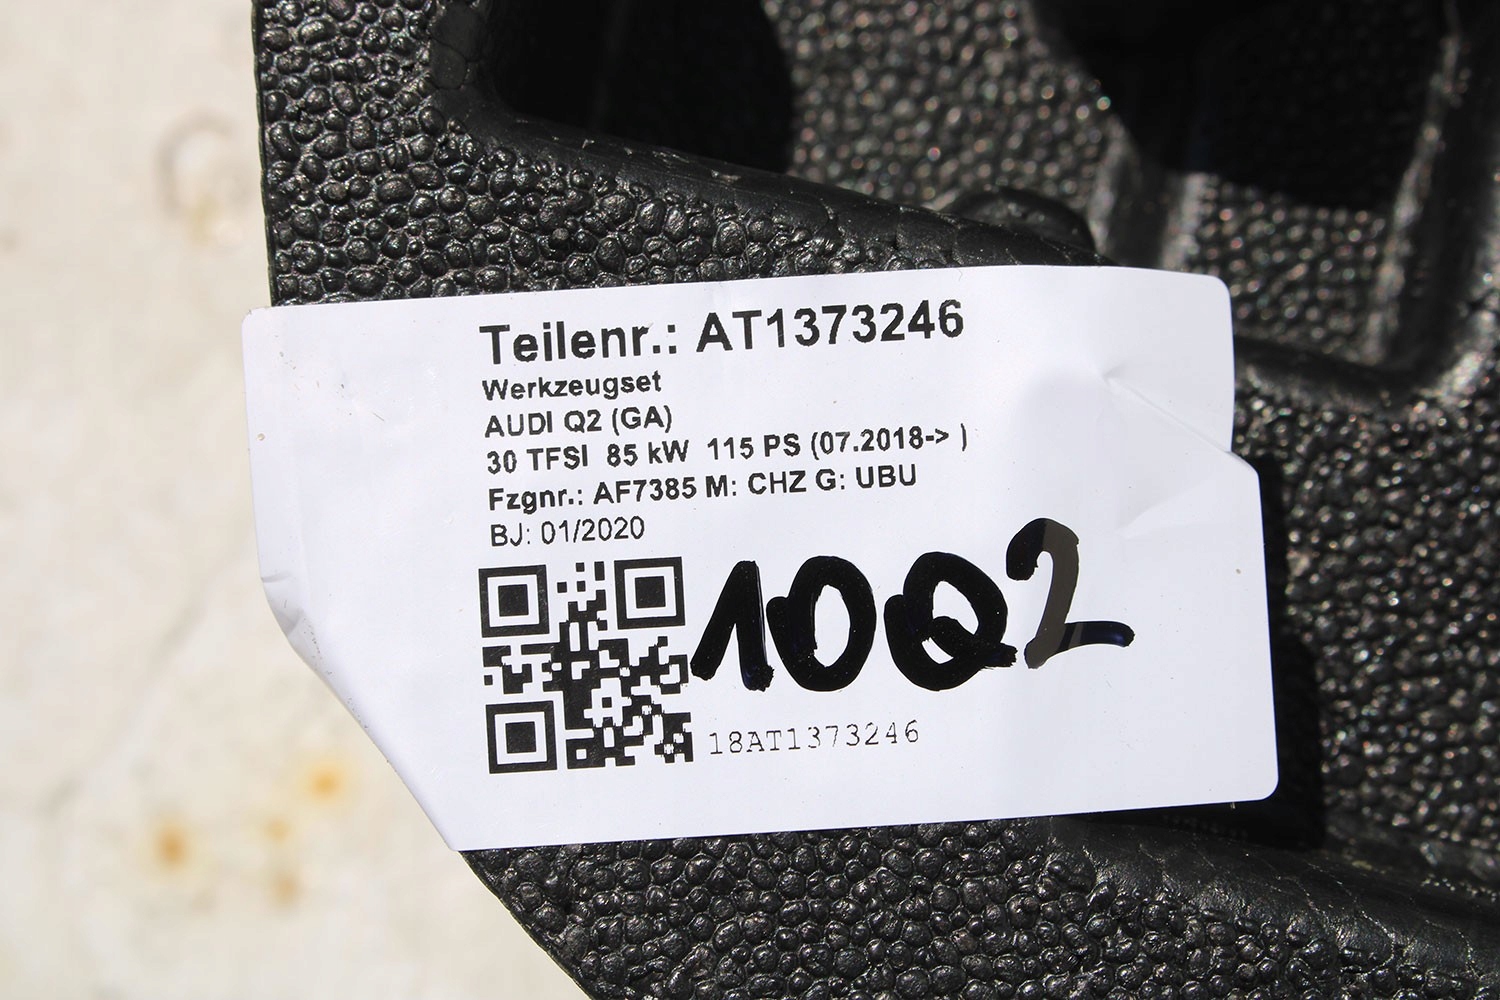 Teilenr.: AT1373246
Werkzeugset
AUDI Q2 (GA)
30 TFSI  85 kW  115 PS (07.2018-> )
Fzgnr.: AF7385 M: CHZ G: UBU
BJ: 01/2020
10Q2
18AT1373246